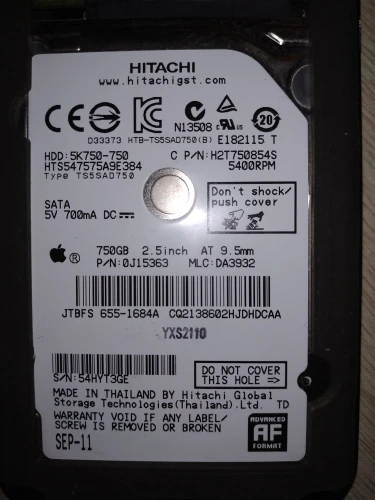 HITACHI
www.hitachigst.com
N13508
D33373 HTB-TS5SAD750(B) E182115 T
HDD:5K750-750 C P/N:H2T750854S
HTS547575A9E384 5400RPM
Type TS5SAD750
SATA
5V 700mA DC
Don't shock/
push cover
750GB 2.5inch AT 9.5mm
P/N:0J15363 MLC:DA3932
JTBFS 655-1684A CQ2138602HJDHDCAA
YXS2110
S/N:54HYT3GE
DO NOT COVER
THIS HOLE =>
MADE IN THAILAND BY Hitachi Global
Storage Technologies(Thailand).Ltd. TD
WARRANTY VOID IF ANY LABEL/
SCREW IS REMOVED OR BROKEN
SEP-11
ADVANCED
AF
FORMAT